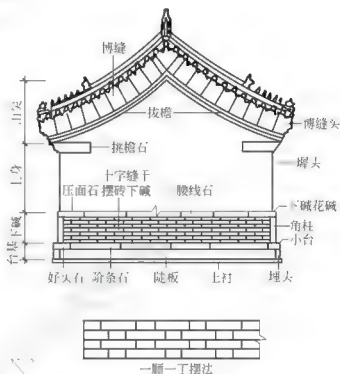 博缝
山尖
拔檐
博缝头
挑檐石
墀头
上身
十字缝干
摆砖下碱
压面石
腰线石
下碱花碱
角柱
小台
下碱
台基
好头石
阶条石
陡板
土衬
埋头
一顺一丁摆法